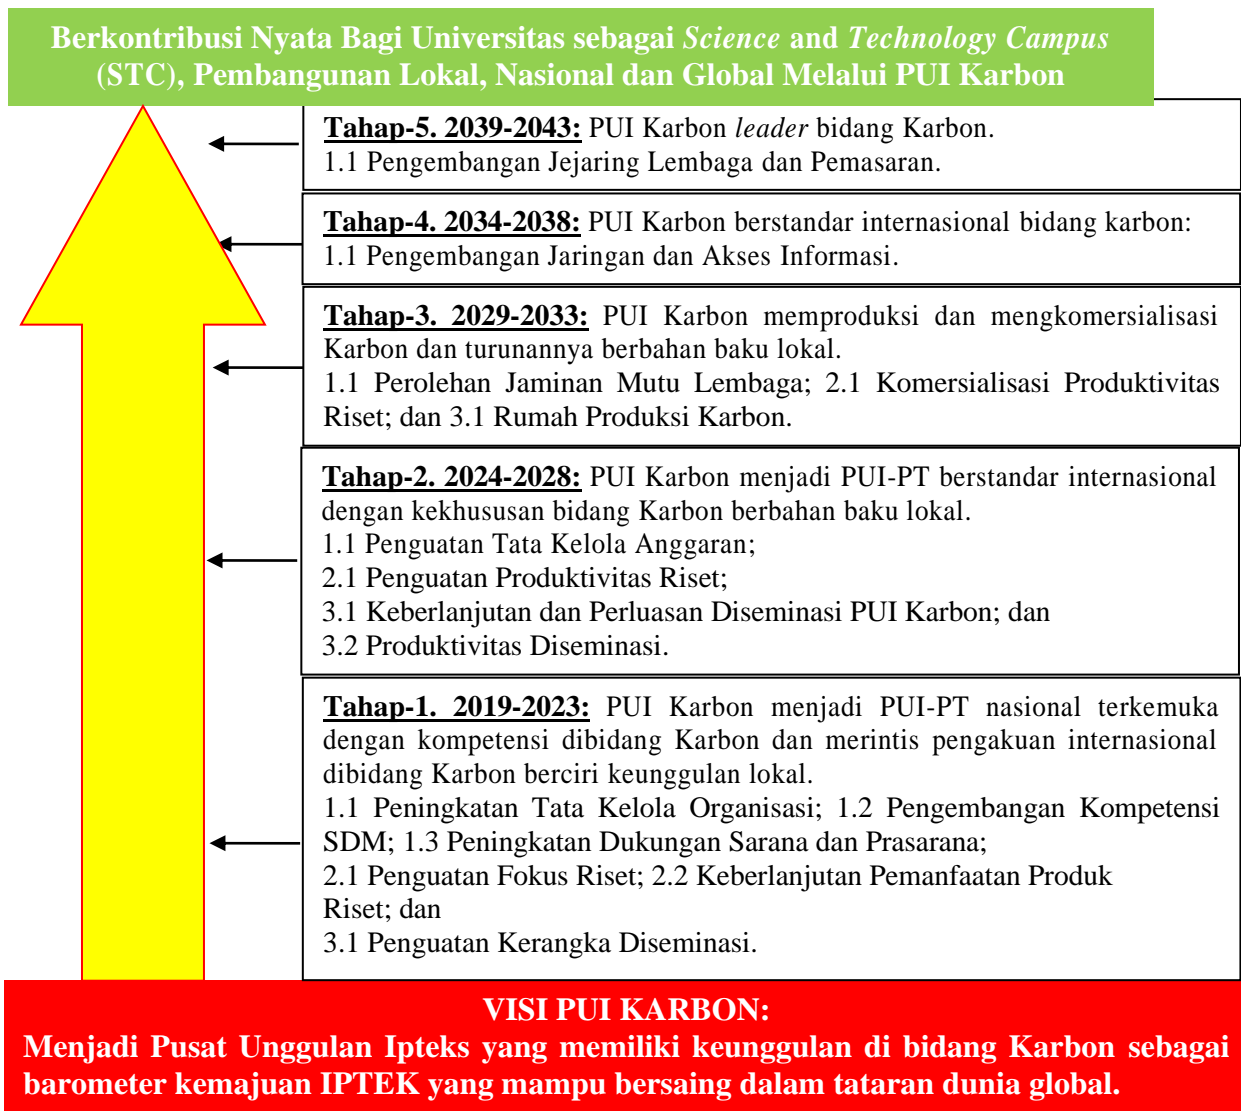 Berkontribusi Nyata Bagi Universitas sebagai Science and Technology Campus
(STC), Pembangunan Lokal, Nasional dan Global Melalui PUI Karbon
Tahap-5. 2039-2043: PUI Karbon leader bidang Karbon.
1.1 Pengembangan Jejaring Lembaga dan Pemasaran.
Tahap-4. 2034-2038: PUI Karbon berstandar internasional bidang karbon:
1.1 Pengembangan Jaringan dan Akses Informasi.
Tahap-3. 2029-2033: PUI Karbon memproduksi dan mengkomersialisasi
Karbon dan turunannya berbahan baku lokal.
1.1 Perolehan Jaminan Mutu Lembaga; 2.1 Komersialisasi Produktivitas
Riset; dan 3.1 Rumah Produksi Karbon.
Tahap-2. 2024-2028: PUI Karbon menjadi PUI-PT berstandar internasional
dengan kekhususan bidang Karbon berbahan baku lokal.
1.1 Penguatan Tata Kelola Anggaran;
2.1 Penguatan Produktivitas Riset;
3.1 Keberlanjutan dan Perluasan Diseminasi PUI Karbon; dan
3.2 Produktivitas Diseminasi.
Tahap-1. 2019-2023: PUI Karbon menjadi PUI-PT nasional terkemuka
dengan kompetensi dibidang Karbon dan merintis pengakuan internasional
dibidang Karbon berciri keunggulan lokal.
1.1 Peningkatan Tata Kelola Organisasi; 1.2 Pengembangan Kompetensi
SDM; 1.3 Peningkatan Dukungan Sarana dan Prasarana;
2.1 Penguatan Fokus Riset; 2.2 Keberlanjutan Pemanfaatan Produk
Riset; dan
3.1 Penguatan Kerangka Diseminasi.
VISI PUI KARBON:
Menjadi Pusat Unggulan Ipteks yang memiliki keunggulan di bidang Karbon sebagai
barometer kemajuan IPTEK yang mampu bersaing dalam tataran dunia global.